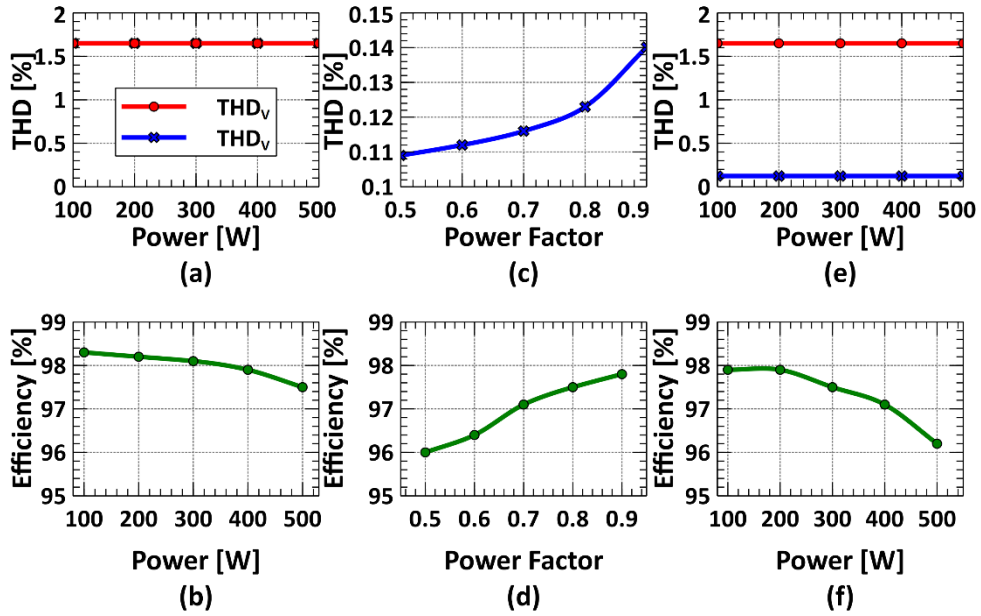 2
1.5
1
0.5
0
THD [%]
THDV
THDV
100 200 300 400 500
Power [W]
(a)
0.15
0.14
0.13
0.12
0.11
0.1
THD [%]
0.5 0.6 0.7 0.8 0.9
Power Factor
(c)
2
1.5
1
0.5
0
THD [%]
100 200 300 400 500
Power [W]
(e)
99
98
97
96
95
Efficiency [%]
100 200 300 400 500
Power [W]
(b)
99
98
97
96
95
Efficiency [%]
0.5 0.6 0.7 0.8 0.9
Power Factor
(d)
99
98
97
96
95
Efficiency [%]
100 200 300 400 500
Power [W]
(f)